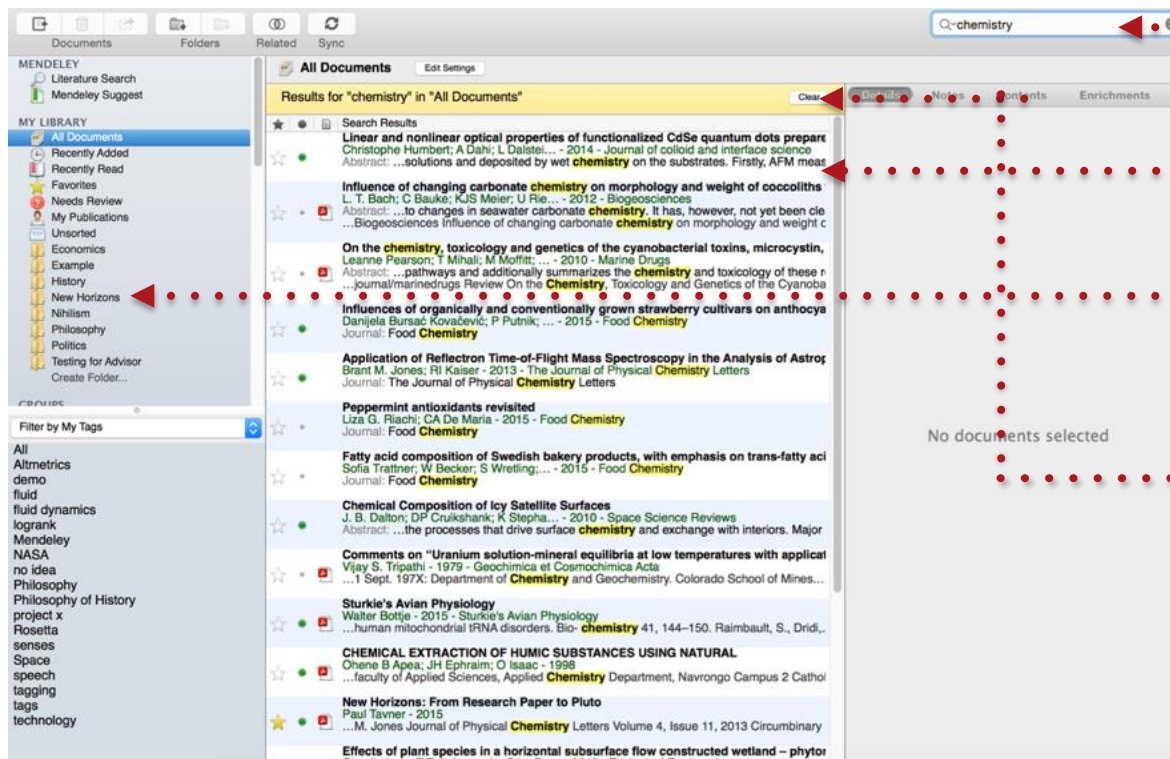 chemistry
Documents
Folders
Related
Sync
MENDELEY
Literature Search
Mendeley Suggest
MY LIBRARY
All Documents
Recently Added
Recently Read
Favorites
Needs Review
My Publications
Unsorted
Economics
Example
History
New Horizons
Nihilism
Philosophy
Politics
Testing for Advisor
Create Folder...
GROUPS
Filter by My Tags
All
Altmetrics
demo
fluid
fluid dynamics
logrank
Mendeley
NASA
no idea
Philosophy
Philosophy of History
project x
Rosetta
senses
Space
speech
tagging
tags
technology
All Documents Edit Settings
Results for "chemistry" in "All Documents" Clear
Search Results
Linear and nonlinear optical properties of functionalized CdSe quantum dots prepare
Christophe Humbert; A Dahi; L Dalstei... - 2014 - Journal of colloid and interface science
Abstract: ...solutions and deposited by wet chemistry on the substrates. Firstly, AFM meas
Influence of changing carbonate chemistry on morphology and weight of coccoliths
L. T. Bach; C Bauke; KJS Meier; U Rie... - 2012 - Biogeosciences
Abstract: ...to changes in seawater carbonate chemistry. It has, however, not yet been cle
...Biogeosciences Influence of changing carbonate chemistry on morphology and weight c
On the chemistry, toxicology and genetics of the cyanobacterial toxins, microcystin,
Leanne Pearson; T Mihali; M Moffitt; ... - 2010 - Marine Drugs
Abstract: ...pathways and additionally summarizes the chemistry and toxicology of these
...journal/marinedrugs Review On the Chemistry, Toxicology and Genetics of the Cyanoba
Influences of organically and conventionally grown strawberry cultivars on anthocya
Danijela Bursać Kovačević; P Putnik; ... - 2015 - Food Chemistry
Journal: Food Chemistry
Application of Reflectron Time-of-Flight Mass Spectroscopy in the Analysis of Astrop
Brant M. Jones; RI Kaiser - 2013 - The Journal of Physical Chemistry Letters
Journal: The Journal of Physical Chemistry Letters
Peppermint antioxidants revisited
Liza G. Riachi; CA De Maria - 2015 - Food Chemistry
Journal: Food Chemistry
Fatty acid composition of Swedish bakery products, with emphasis on trans-fatty aci
Sofia Trattner; W Becker; S Wretling;... - 2015 - Food Chemistry
Journal: Food Chemistry
Chemical Composition of Icy Satellite Surfaces
J. B. Dalton; DP Cruikshank; K Stepha... - 2010 - Space Science Reviews
Abstract: ...the processes that drive surface chemistry and exchange with interiors. Major
Comments on "Uranium solution-mineral equilibria at low temperatures with applicat
Vijay S. Tripathi - 1979 - Geochimica et Cosmochimica Acta
...1 Sept. 197X: Department of Chemistry and Geochemistry. Colorado School of Mines...
Sturkie's Avian Physiology
Walter Bottje - 2015 - Sturkie's Avian Physiology
...human mitochondrial tRNA disorders. Bio- chemistry 41, 144–150. Raimbault, S., Dridi,.
CHEMICAL EXTRACTION OF HUMIC SUBSTANCES USING NATURAL
Ohene B Apea; JH Ephraim; O Isaac - 1998
...faculty of Applied Sciences, Applied Chemistry Department, Navrongo Campus 2 Cathol
New Horizons: From Research Paper to Pluto
Paul Tavner - 2015
...M. Jones Journal of Physical Chemistry Letters Volume 4, Issue 11, 2013 Circumbinary
Effects of plant species in a horizontal subsurface flow constructed wetland – phytor
Details Notes Contents Enrichments
No documents selected